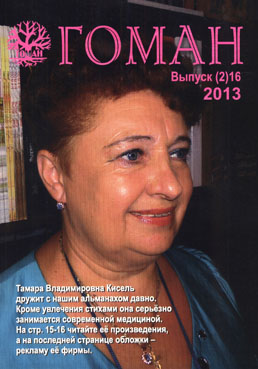 ГОМАН
ГОМАН
Выпуск (2)16
2013
Тамара Владимировна Кисель
дружит с нашим альманахом давно.
Кроме увлечения стихами она серьёзно
занимается современной медициной.
На стр. 15-16 читайте её произведения,
а на последней странице обложки –
рекламу её фирмы.